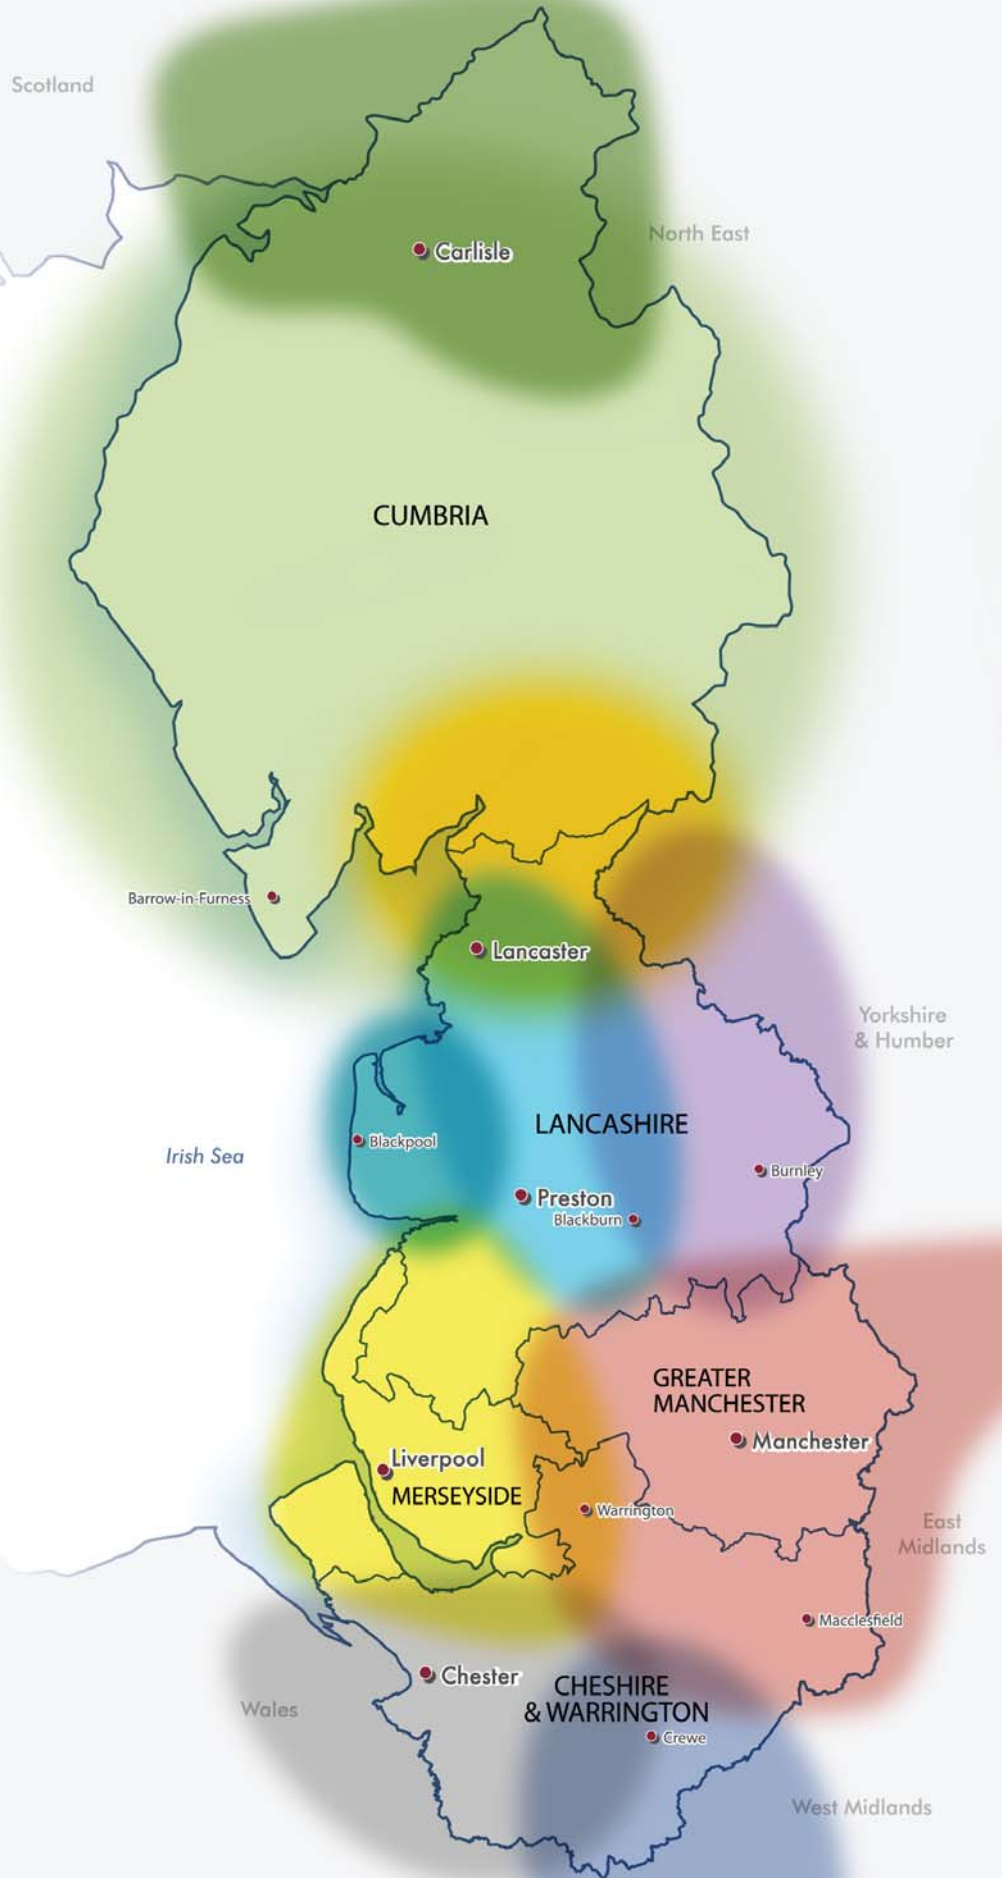 Scotland
North East
Carlisle
CUMBRIA
Barrow-in-Furness
Lancaster
Yorkshire
& Humber
LANCASHIRE
Blackpool
Irish Sea
Burnley
Preston
Blackburn
GREATER
MANCHESTER
Manchester
Liverpool
MERSEYSIDE
Warrington
East
Midlands
Macclesfield
Chester
CHESHIRE
& WARRINGTON
Wales
Crewe
West Midlands